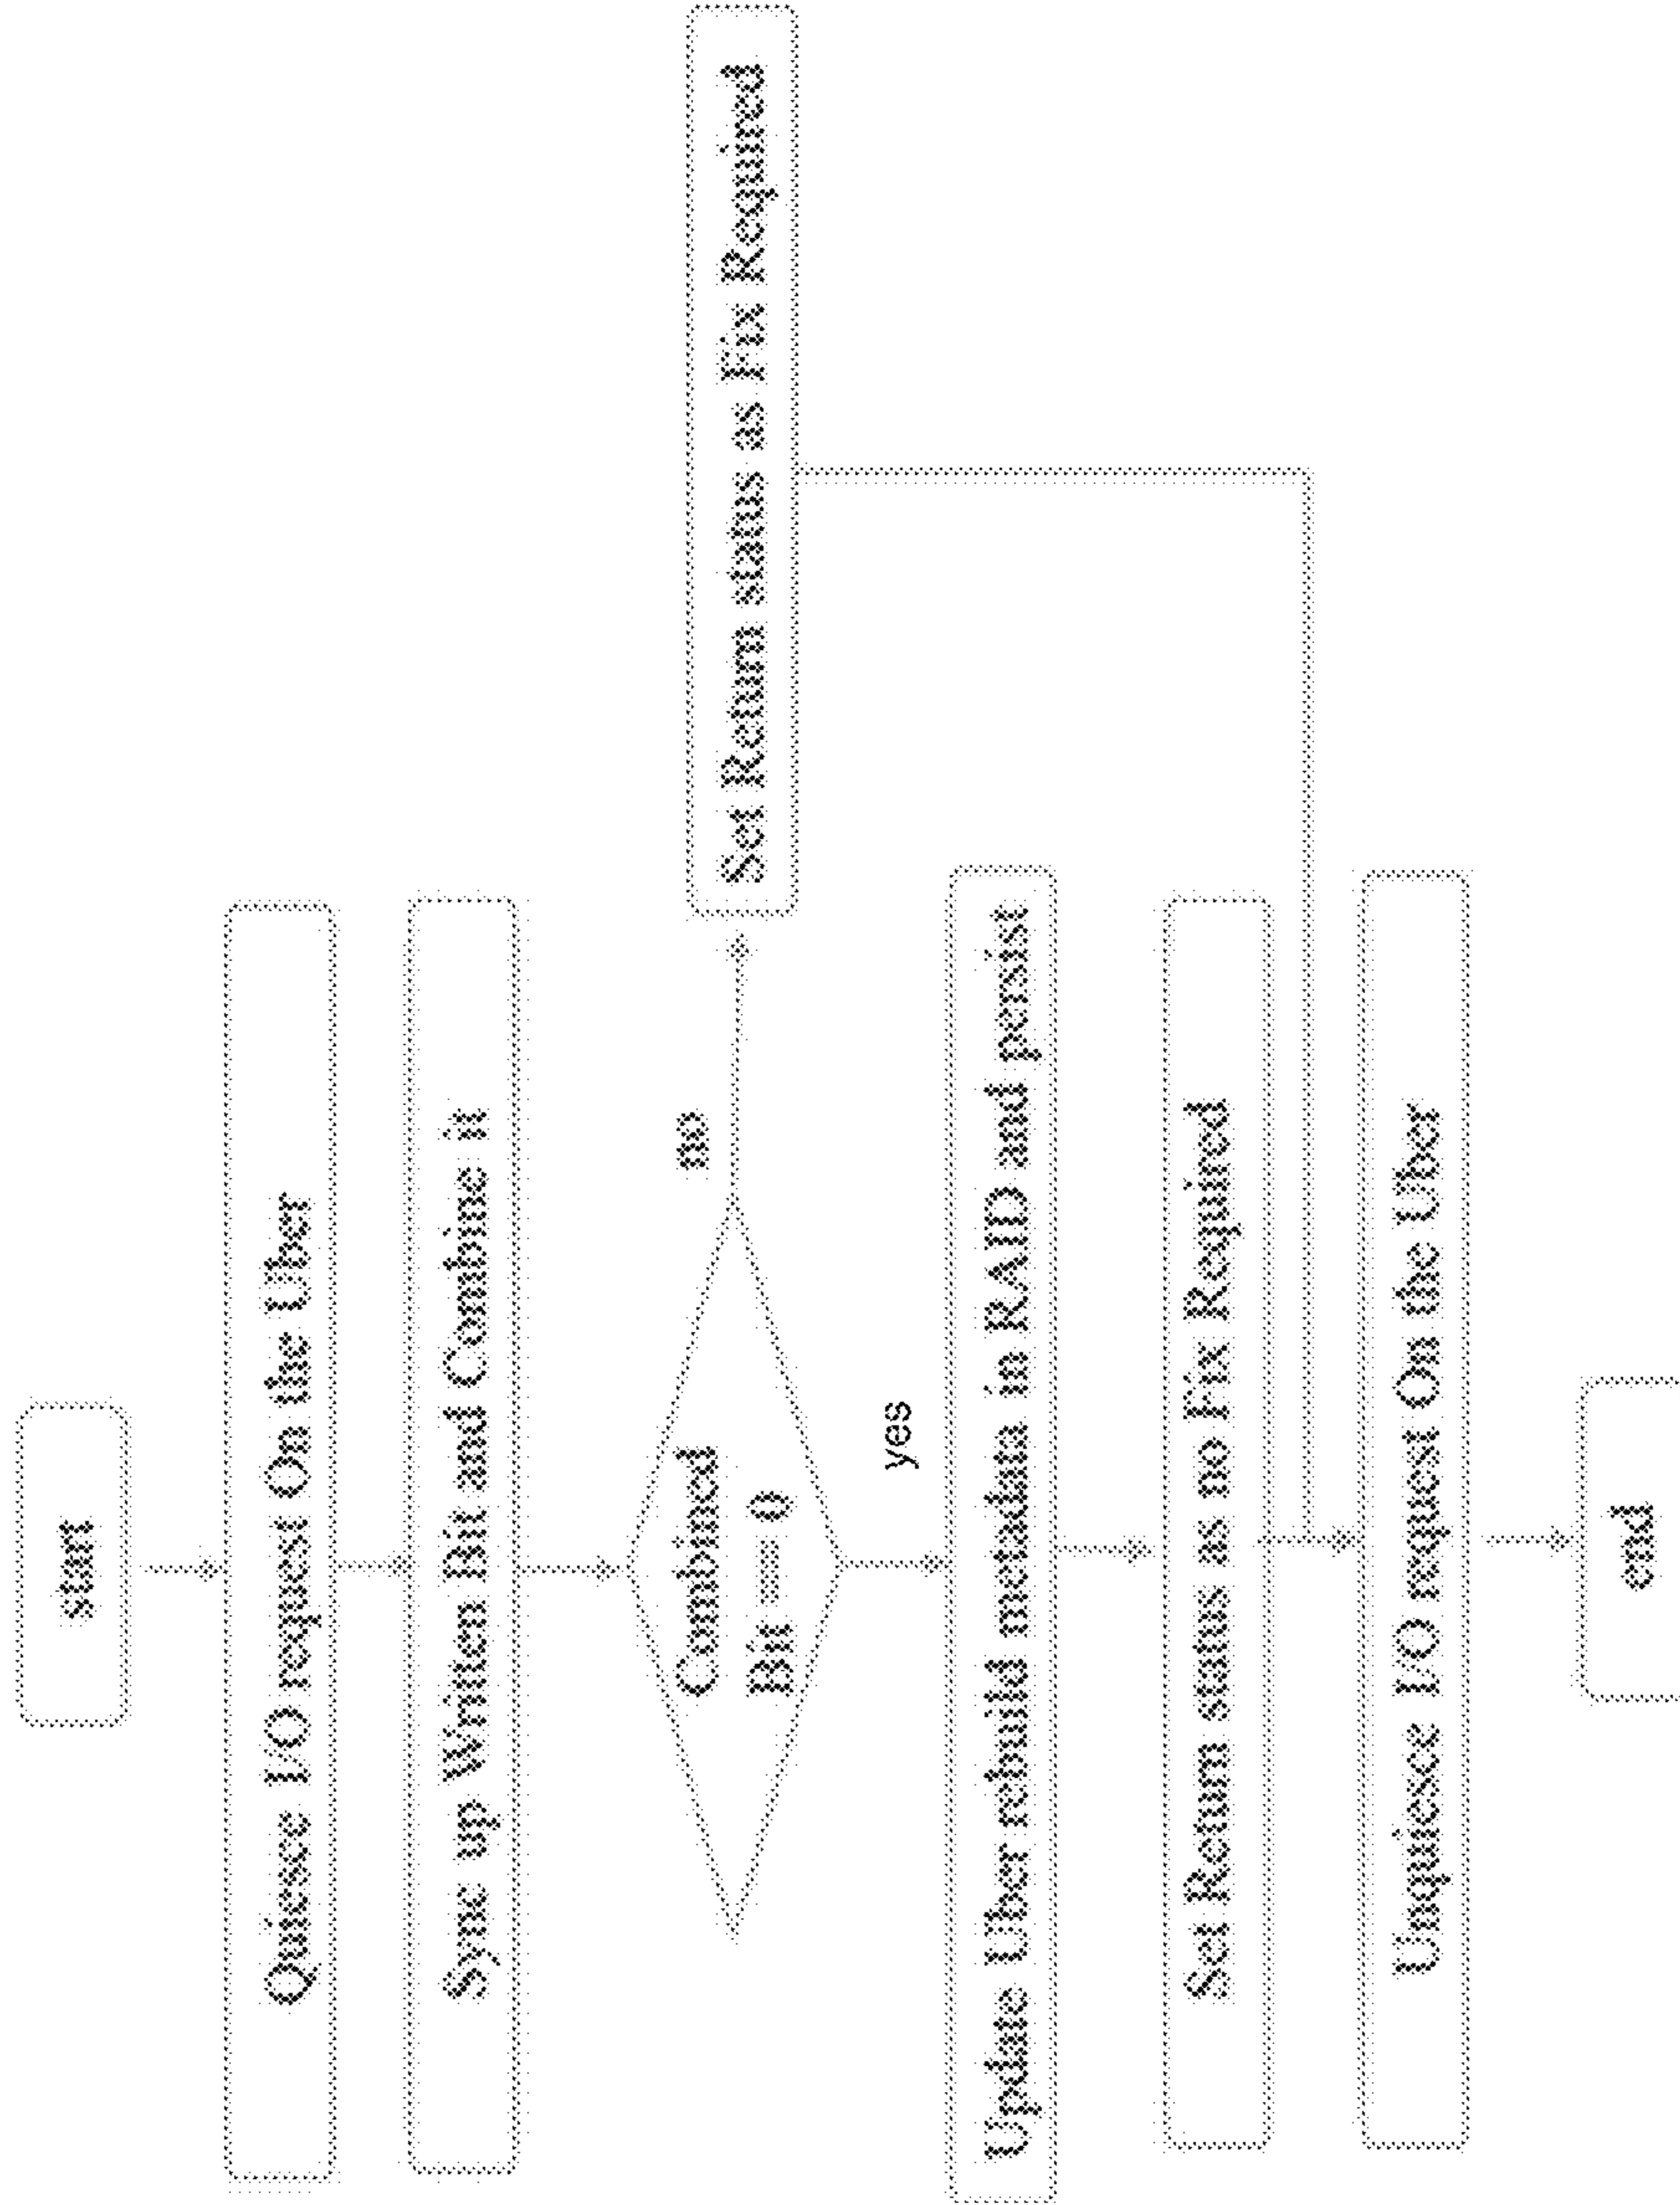 start
Quiesce I/O request On the Uber
Sync up Written Bit and Combine it
Combined
Bit == 0
no
Set Return status as Fix Required
yes
Update Uber rebuild metadata in RAID and persist
Set Return status as no Fix Required
Unquiesce I/O request On the Uber
end